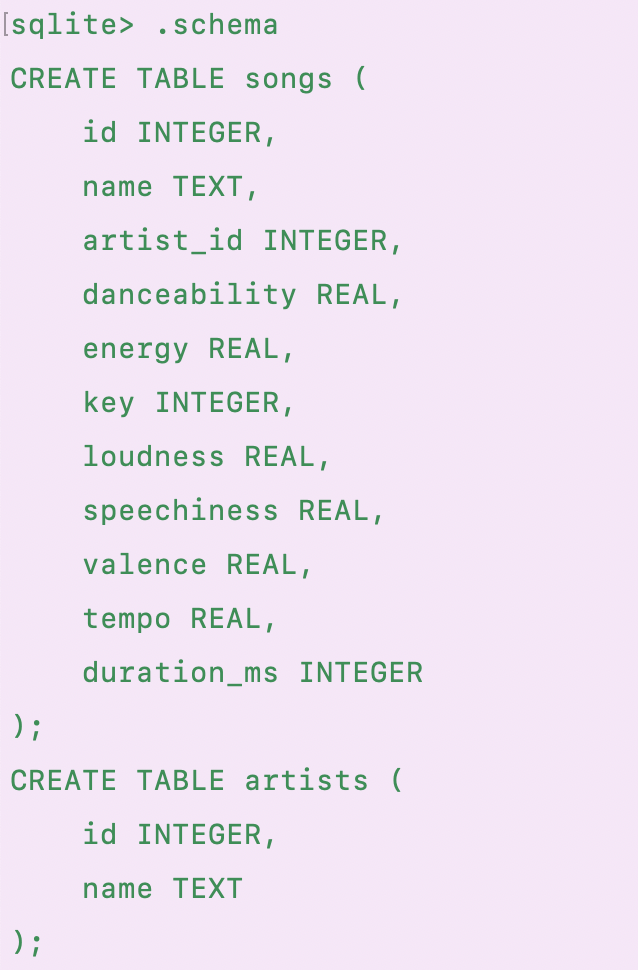 [sqlite> .schema
CREATE TABLE songs (
    id INTEGER,
    name TEXT,
    artist_id INTEGER,
    danceability REAL,
    energy REAL,
    key INTEGER,
    loudness REAL,
    speechiness REAL,
    valence REAL,
    tempo REAL,
    duration_ms INTEGER
);
CREATE TABLE artists (
    id INTEGER,
    name TEXT
);